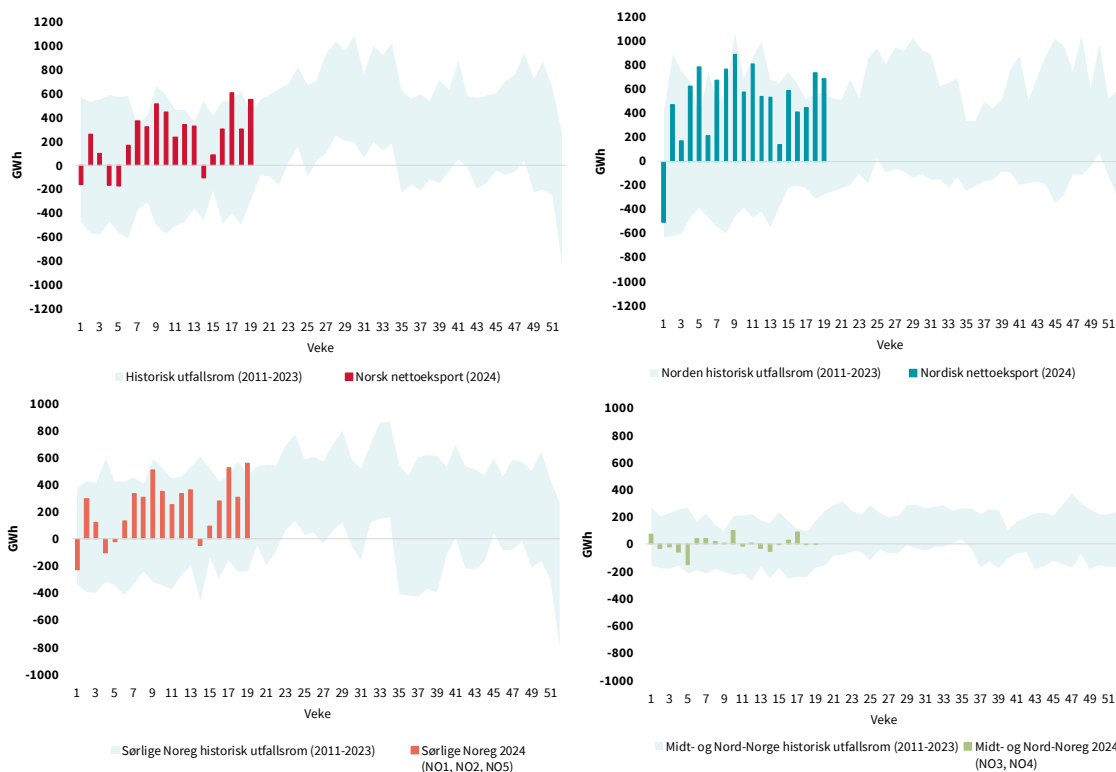 1200
1000
800
600
400
200
0
-200
-400
-600
-800
-1000
-1200
GWh
1 3 5 7 9 11 13 15 17 19 21 23 25 27 29 31 33 35 37 39 41 43 45 47 49 51
Veke
Historisk utfallsrom (2011-2023) Norsk nettoeksport (2024)
1200
1000
800
600
400
200
0
-200
-400
-600
-800
-1000
-1200
GWh
1 3 5 7 9 11 13 15 17 19 21 23 25 27 29 31 33 35 37 39 41 43 45 47 49 51
Veke
Norden historisk utfallsrom (2011-2023) Nordisk nettoeksport (2024)
1000
800
600
400
200
0
-200
-400
-600
-800
-1000
GWh
1 3 5 7 9 11 13 15 17 19 21 23 25 27 29 31 33 35 37 39 41 43 45 47 49 51
Veke
Sørlige Noreg historisk utfallsrom (2011-2023) Sørlige Noreg 2024
(NO1, NO2, NO5)
1000
800
600
400
200
0
-200
-400
-600
-800
-1000
GWh
1 3 5 7 9 11 13 15 17 19 21 23 25 27 29 31 33 35 37 39 41 43 45 47 49 51
Veke
Midt- og Nord-Norge historisk utfallsrom (2011-2023) Midt- og Nord-Noreg 2024
(NO3, NO4)